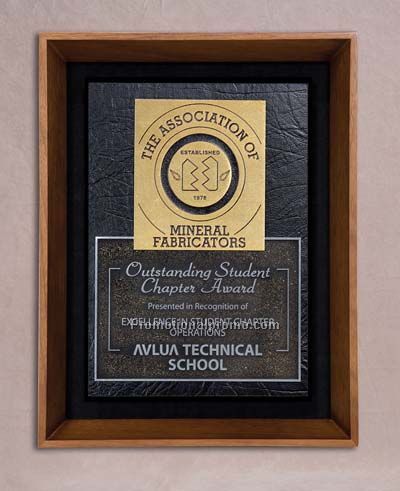 THE ASSOCIATION OF
ESTABLISHED
1978
MINERAL
FABRICATORS
Outstanding Student
Chapter Award
Presented in Recognition of
EXCELLENCE IN STUDENT CHAPTER
OPERATIONS
AVLUA TECHNICAL
SCHOOL